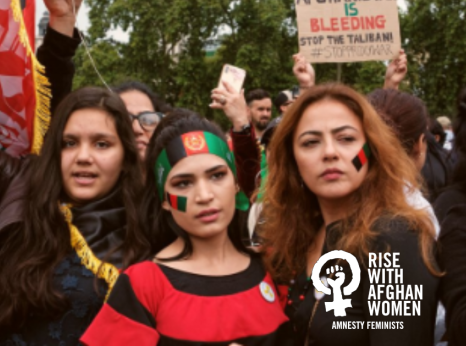 IS
BLEEDING
STOP THE TALIBAN!
RISE
WITH
AFGHAN
WOMEN
AMNESTY FEMINISTS